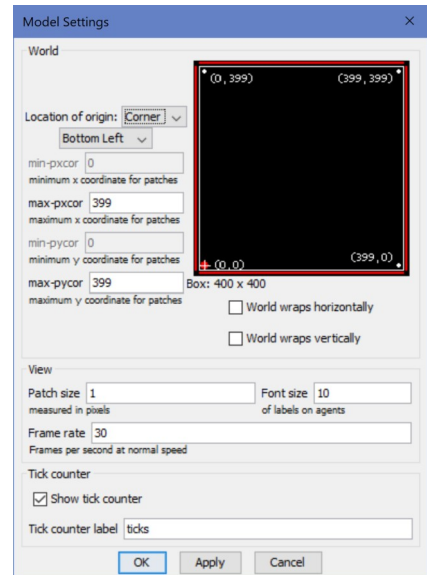 Model Settings
World
(0,399) (399,399)
Location of origin: Corner
Bottom Left
min-pxcor 0
minimum x coordinate for patches
max-pxcor 399
maximum x coordinate for patches
min-pycor 0
minimum y coordinate for patches
(0,0) (399,0)
max-pycor 399
maximum y coordinate for patches
Box: 400 x 400
World wraps horizontally
World wraps vertically
View
Patch size 1 Font size 10
measured in pixels of labels on agents
Frame rate 30
Frames per second at normal speed
Tick counter
Show tick counter
Tick counter label ticks
OK Apply Cancel